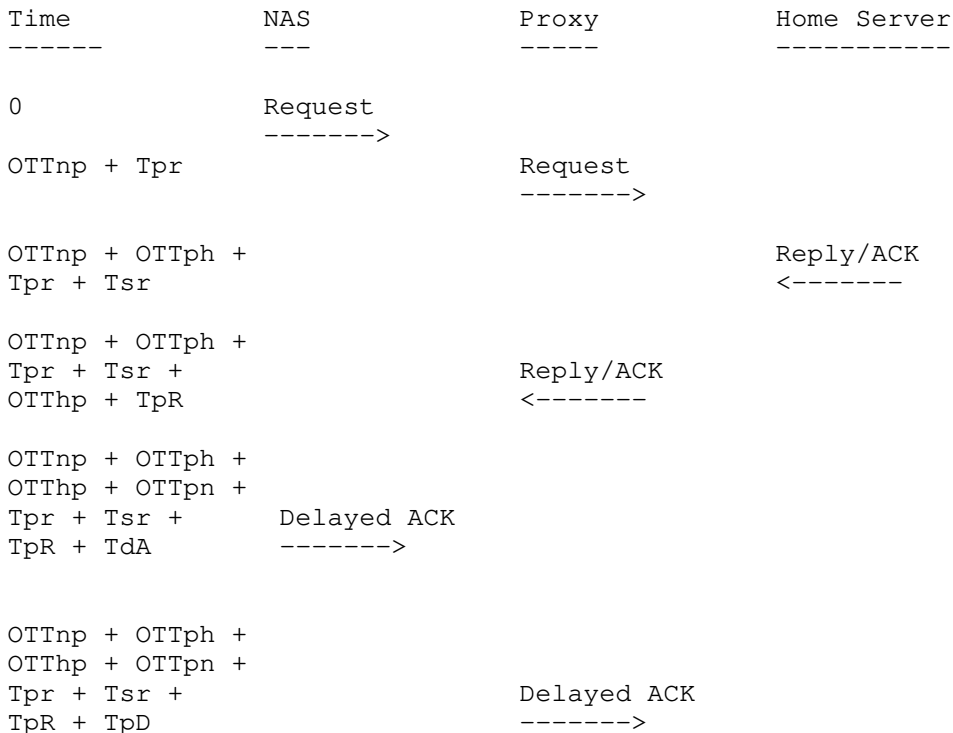 Time NAS Proxy Home Server
------ --- ----- -----------
0 Request
------->
OTTnp + Tpr Request
------->
OTTnp + OTTph + Reply/ACK
Tpr + Tsr <-------
OTTnp + OTTph +
Tpr + Tsr + Reply/ACK
OTThp + TpR <-------
OTTnp + OTTph +
OTThp + OTTpn +
Tpr + Tsr + Delayed ACK
TpR + TdA ------->
OTTnp + OTTph +
OTThp + OTTpn +
Tpr + Tsr + Delayed ACK
TpR + TpD ------->